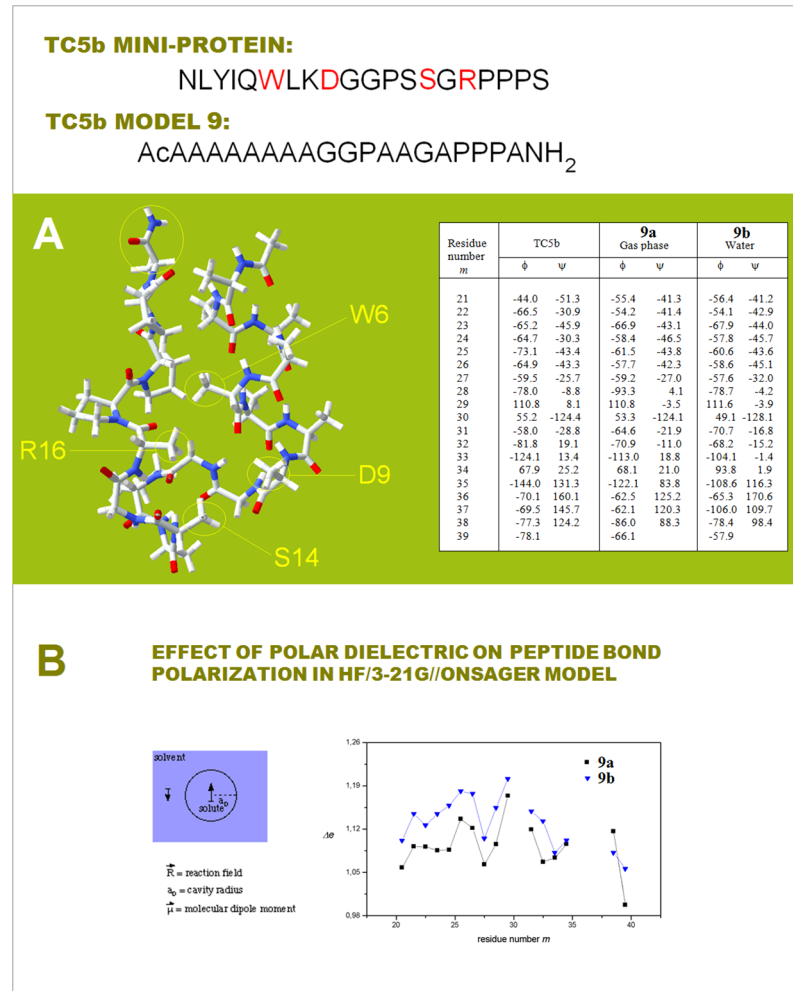 TC5b MINI-PROTEIN:
NLYIQWLKDGGPSSGRPPPS
TC5b MODEL 9:
AcAAAAAAAAGGPAAGAPPPANH2
A
W6
R16
D9
S14
Residue number m TC5b 9a Gas phase 9b Water
ϕ ψ ϕ ψ ϕ ψ
21 -44.0 -51.3 -55.4 -41.3 -56.4 -41.2
22 -66.5 -30.9 -54.2 -41.4 -54.1 -42.9
23 -65.2 -45.9 -66.9 -43.1 -67.9 -44.0
24 -64.7 -30.3 -58.4 -46.5 -57.8 -45.7
25 -73.1 -43.4 -61.5 -43.8 -60.6 -43.6
26 -64.9 -43.3 -57.7 -42.3 -58.6 -45.1
27 -59.5 -25.7 -59.2 -27.0 -57.6 -32.0
28 -78.0 -8.8 -93.3 4.1 -78.7 -4.2
29 110.8 8.1 110.8 -3.5 111.6 -3.9
30 55.2 -124.4 53.3 -124.1 49.1 -128.1
31 -58.0 -28.8 -64.6 -21.9 -70.7 -16.8
32 -81.8 19.1 -70.9 -11.0 -68.2 -15.2
33 -124.1 13.4 -113.0 18.8 -104.1 -1.4
34 67.9 25.2 68.1 21.0 93.8 1.9
35 -144.0 131.3 -122.1 83.8 -108.6 116.3
36 -70.1 160.1 -62.5 125.2 -65.3 170.6
37 -69.5 145.7 -62.1 120.3 -106.0 109.7
38 -77.3 124.2 -86.0 88.3 -78.4 98.4
39 -78.1 -66.1 -57.9
B
EFFECT OF POLAR DIELECTRIC ON PEPTIDE BOND
POLARIZATION IN HF/3-21G//ONSAGER MODEL
solvent
a₀
solute
R = reaction field
a₀ = cavity radius
μ = molecular dipole moment
1,26
1,19
1,12
1,05
0,98
Δe
9a
9b
20 25 30 35 40
residue number m